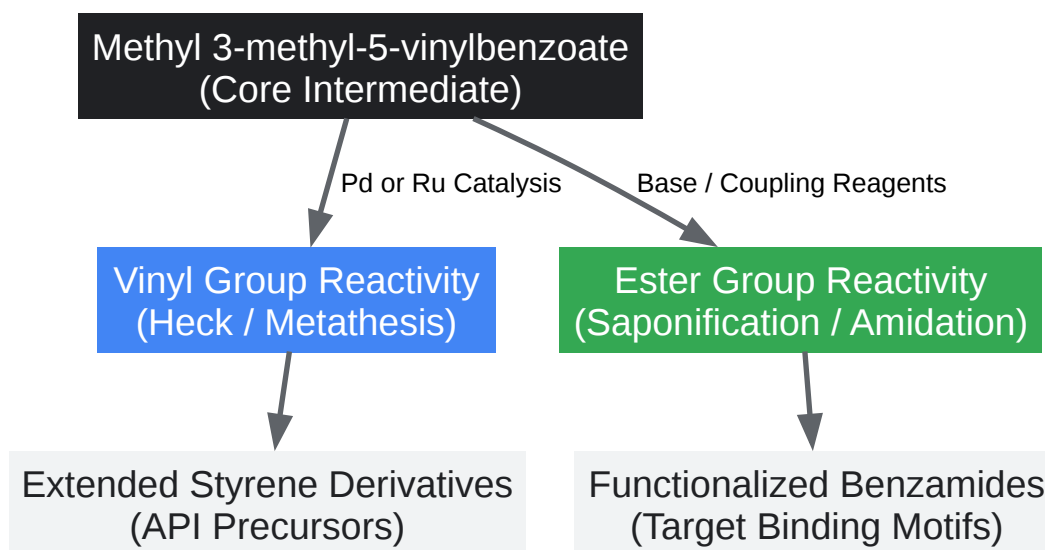 Methyl 3-methyl-5-vinylbenzoate
(Core Intermediate)
Pd or Ru Catalysis
Base / Coupling Reagents
Vinyl Group Reactivity
(Heck / Metathesis)
Ester Group Reactivity
(Saponification / Amidation)
Extended Styrene Derivatives
(API Precursors)
Functionalized Benzamides
(Target Binding Motifs)